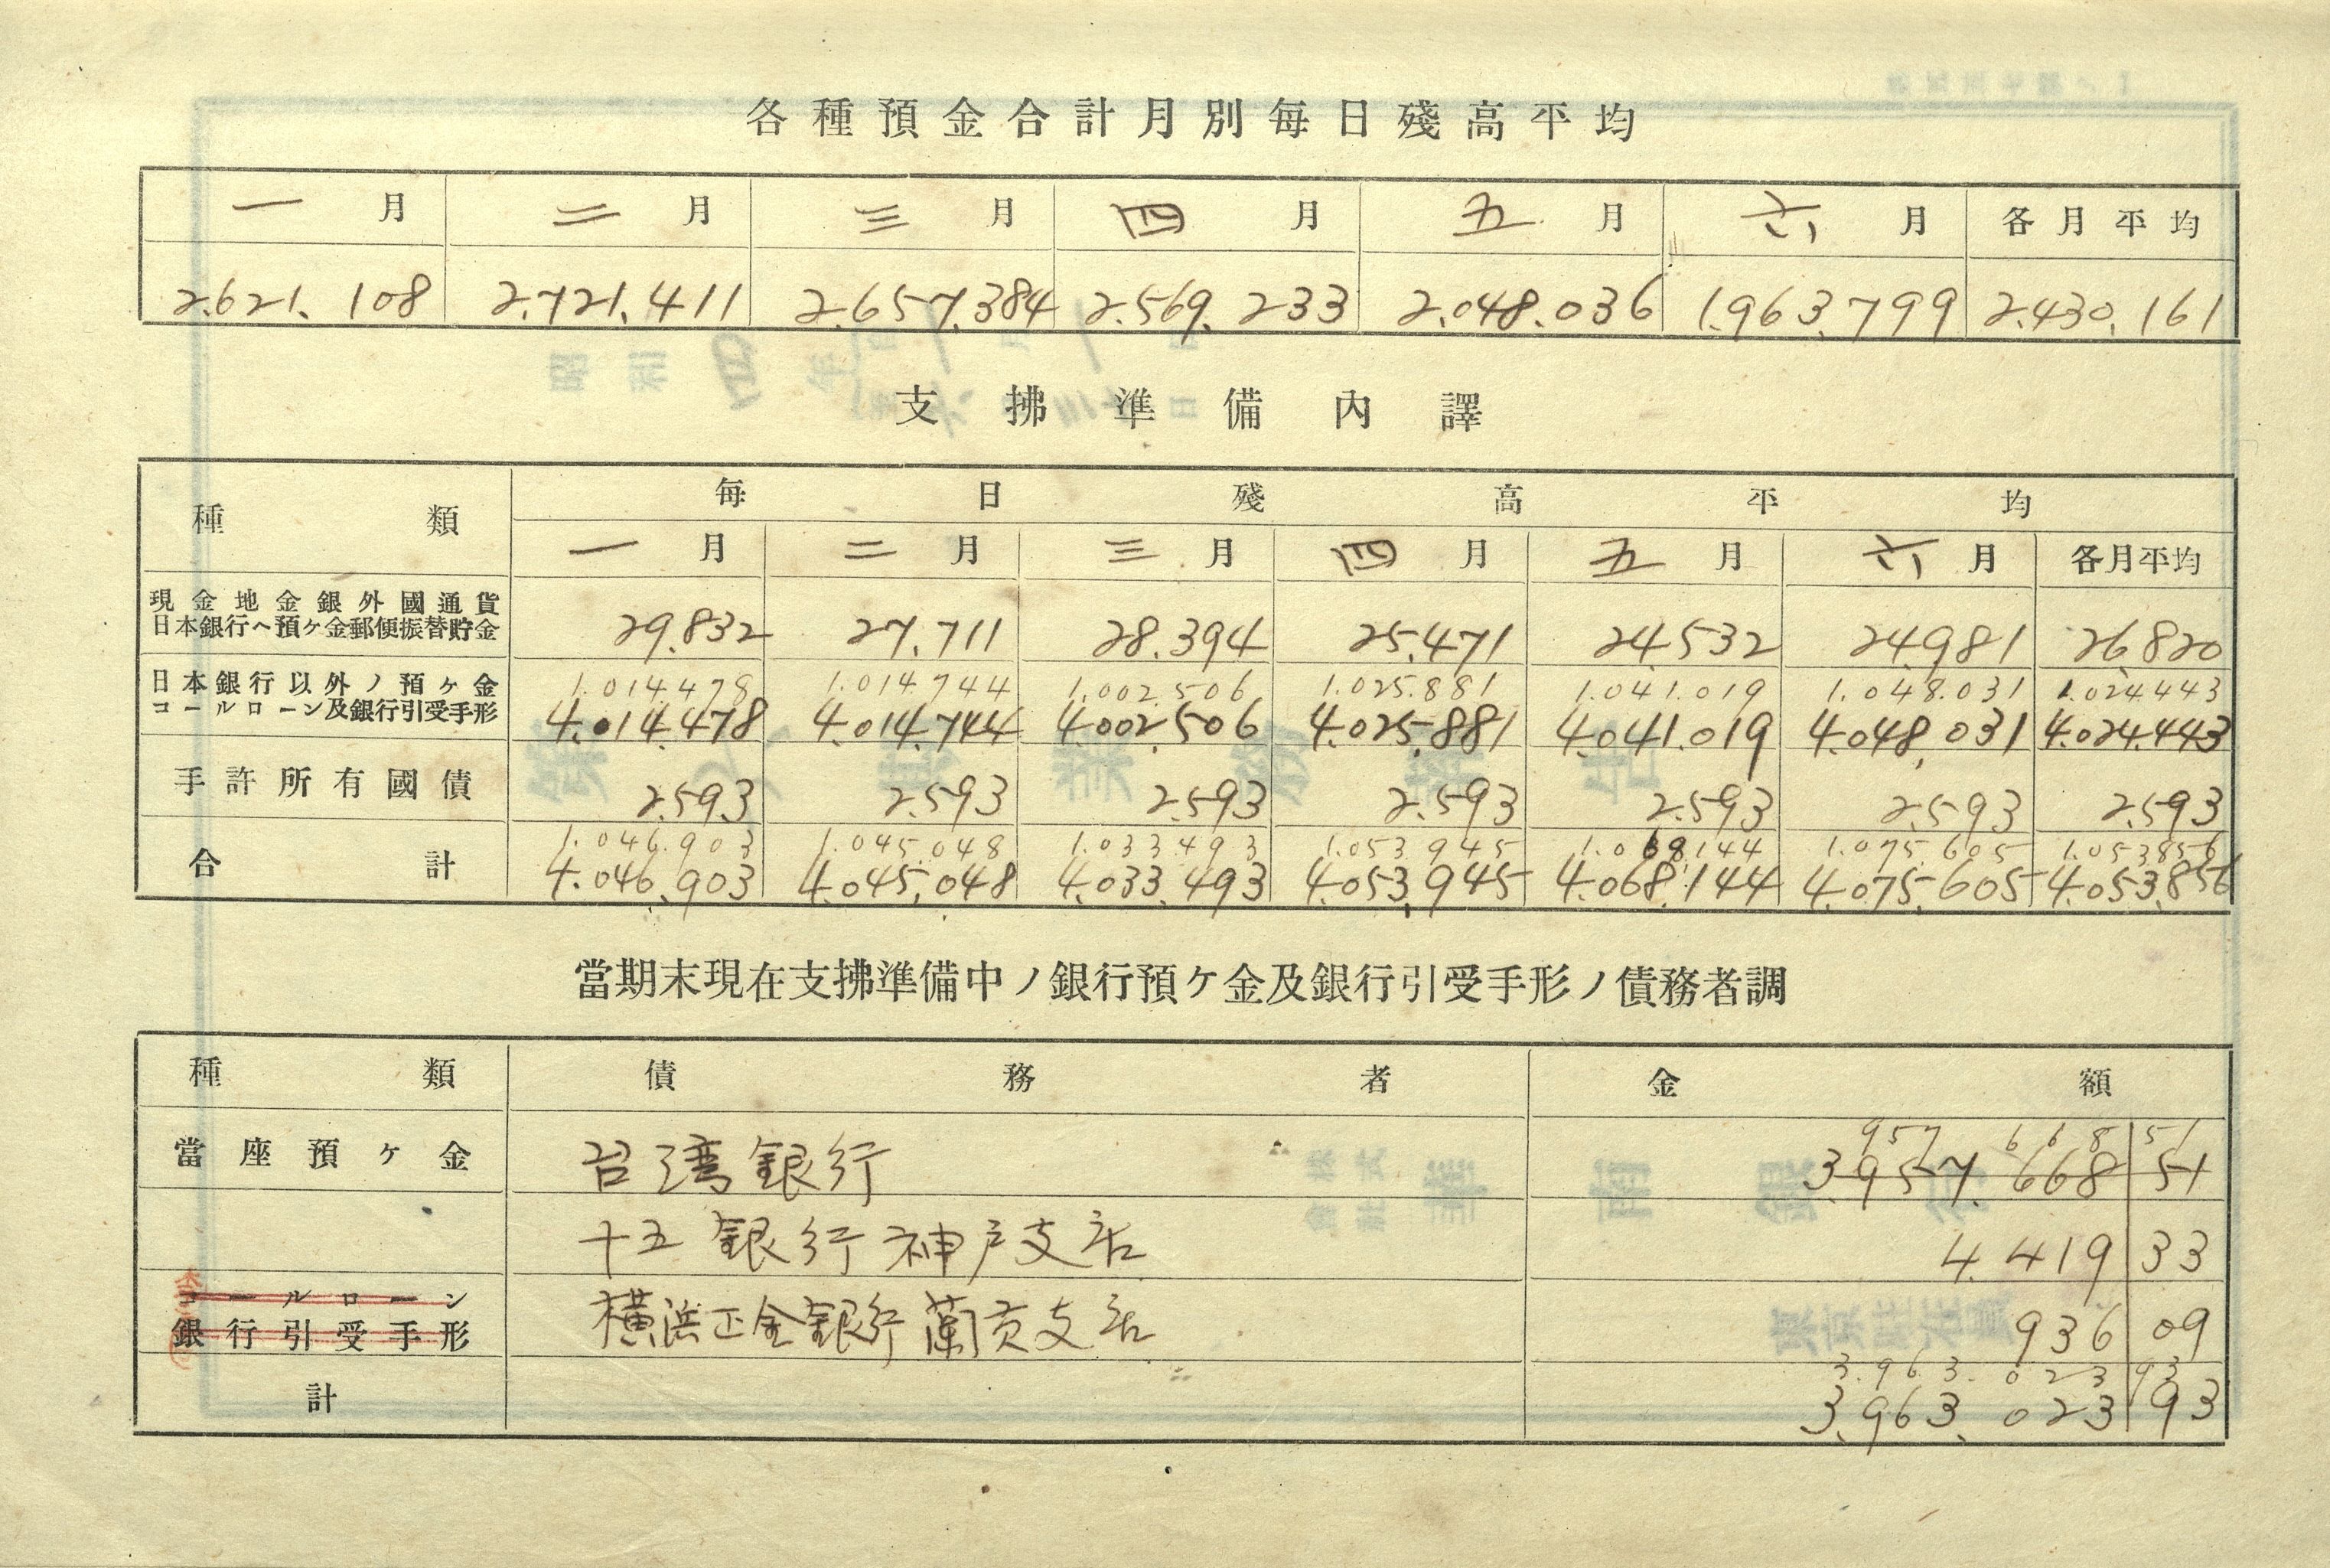 各種預金合計月別每日殘高平均
一月 二月 三月 四月 五月 六月 各月平均
2.621.108 2.721.411 2.657.384 2.569.233 2.048.036 1.963.799 2.430.161
支拂準備內譯
種類 每日殘高平均
一月 二月 三月 四月 五月 六月 各月平均
現金地金銀外國通貨
日本銀行ヘ預ケ金郵便振替貯金 29.832 27.711 28.394 25.471 24.532 24.981 26.820
日本銀行以外ノ預ケ金 1.014.478 1.014.744 1.002.506 1.025.881 1.041.019 1.048.031 1.024.443
コールローン及銀行引受手形 4.014.478 4.014.744 4.002.506 4.025.881 4.041.019 4.048.031 4.024.443
手許所有國債 2.593 2.593 2.593 2.593 2.593 2.593 2.593
1.046.903 1.045.048 1.033.493 1.053.945 1.068.144 1.075.605 1.053.856
合計 4.046.903 4.045.048 4.033.493 4.053.945 4.068.144 4.075.605 4.053.856
當期末現在支拂準備中ノ銀行預ケ金及銀行引受手形ノ債務者調
種類 債務者 金額
957 668 51
當座預ケ金 台湾銀行 3.957.668 51
十五銀行神戸支店 4.419 33
コールローン
銀行引受手形 横浜正金銀行蘭貢支店 936 09
3.963.023 93
計 3.963.023 93